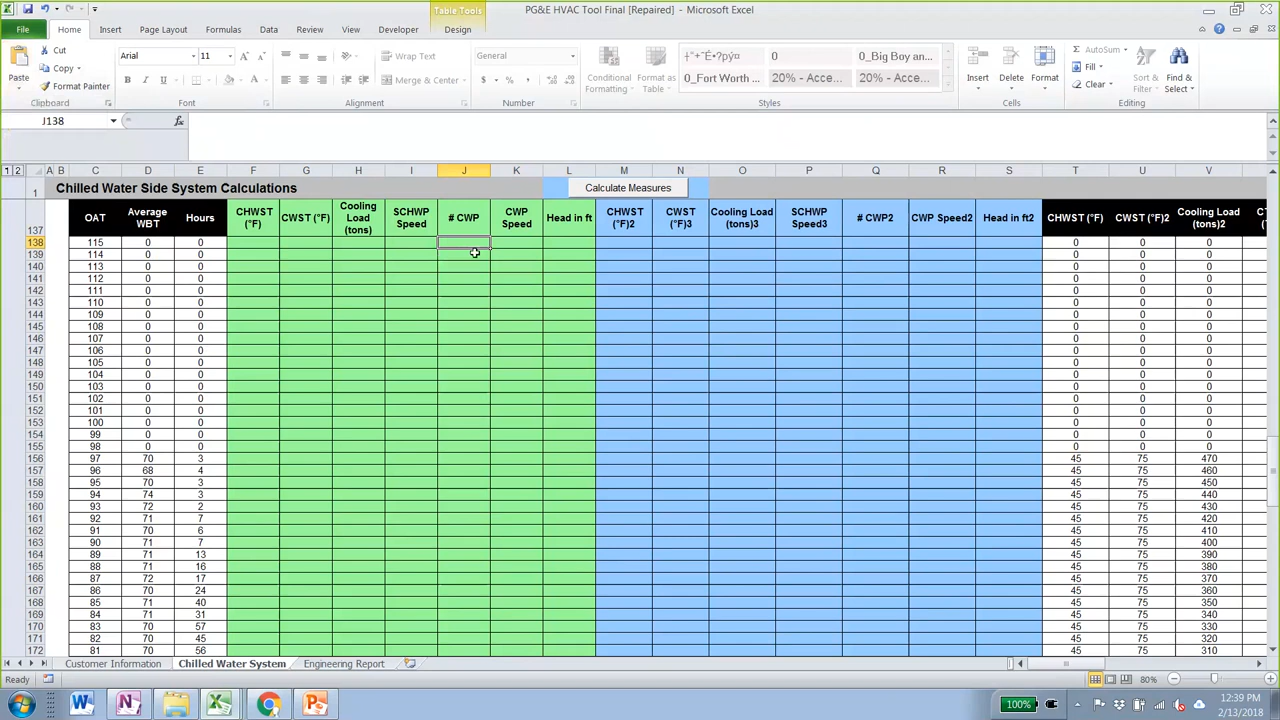 Table Tools
PG&E HVAC Tool Final [Repaired] - Microsoft Excel
File Home Insert Page Layout Formulas Data Review View Developer Design
Cut
Copy
Format Painter
Paste
Clipboard
Arial 11
Font
Wrap Text
Merge & Center
Alignment
General
Number
Conditional Formatting
Format as Table
0 0_Big Boy an...
0_Fort Worth ... 20% - Acce... 20% - Acce...
Styles
Insert Delete Format
Cells
AutoSum
Fill
Clear
Sort & Filter
Find & Select
Editing
J138 fx
1 2 A B C D E F G H I J K L M N O P Q R S T U V
1 Chilled Water Side System Calculations Calculate Measures
137 OAT Average WBT Hours CHWST (°F) CWST (°F) Cooling Load (tons) SCHWP Speed # CWP CWP Speed Head in ft CHWST (°F)2 CWST (°F)3 Cooling Load (tons)3 SCHWP Speed3 # CWP2 CWP Speed2 Head in ft2 CHWST (°F) CWST (°F)2 Cooling Load (tons)2
138 115 0 0 0 0 0
139 114 0 0 0 0 0
140 113 0 0 0 0 0
141 112 0 0 0 0 0
142 111 0 0 0 0 0
143 110 0 0 0 0 0
144 109 0 0 0 0 0
145 108 0 0 0 0 0
146 107 0 0 0 0 0
147 106 0 0 0 0 0
148 105 0 0 0 0 0
149 104 0 0 0 0 0
150 103 0 0 0 0 0
151 102 0 0 0 0 0
152 101 0 0 0 0 0
153 100 0 0 0 0 0
154 99 0 0 0 0 0
155 98 0 0 0 0 0
156 97 70 3 45 75 470
157 96 68 4 45 75 460
158 95 70 3 45 75 450
159 94 74 3 45 75 440
160 93 72 2 45 75 430
161 92 71 7 45 75 420
162 91 70 6 45 75 410
163 90 71 7 45 75 400
164 89 71 13 45 75 390
165 88 71 16 45 75 380
166 87 72 17 45 75 370
167 86 70 24 45 75 360
168 85 71 40 45 75 350
169 84 71 31 45 75 340
170 83 70 57 45 75 330
171 82 70 45 45 75 320
172 81 70 56 45 75 310
Customer Information Chilled Water System Engineering Report
Ready 80%
100% 12:39 PM
2/13/2018